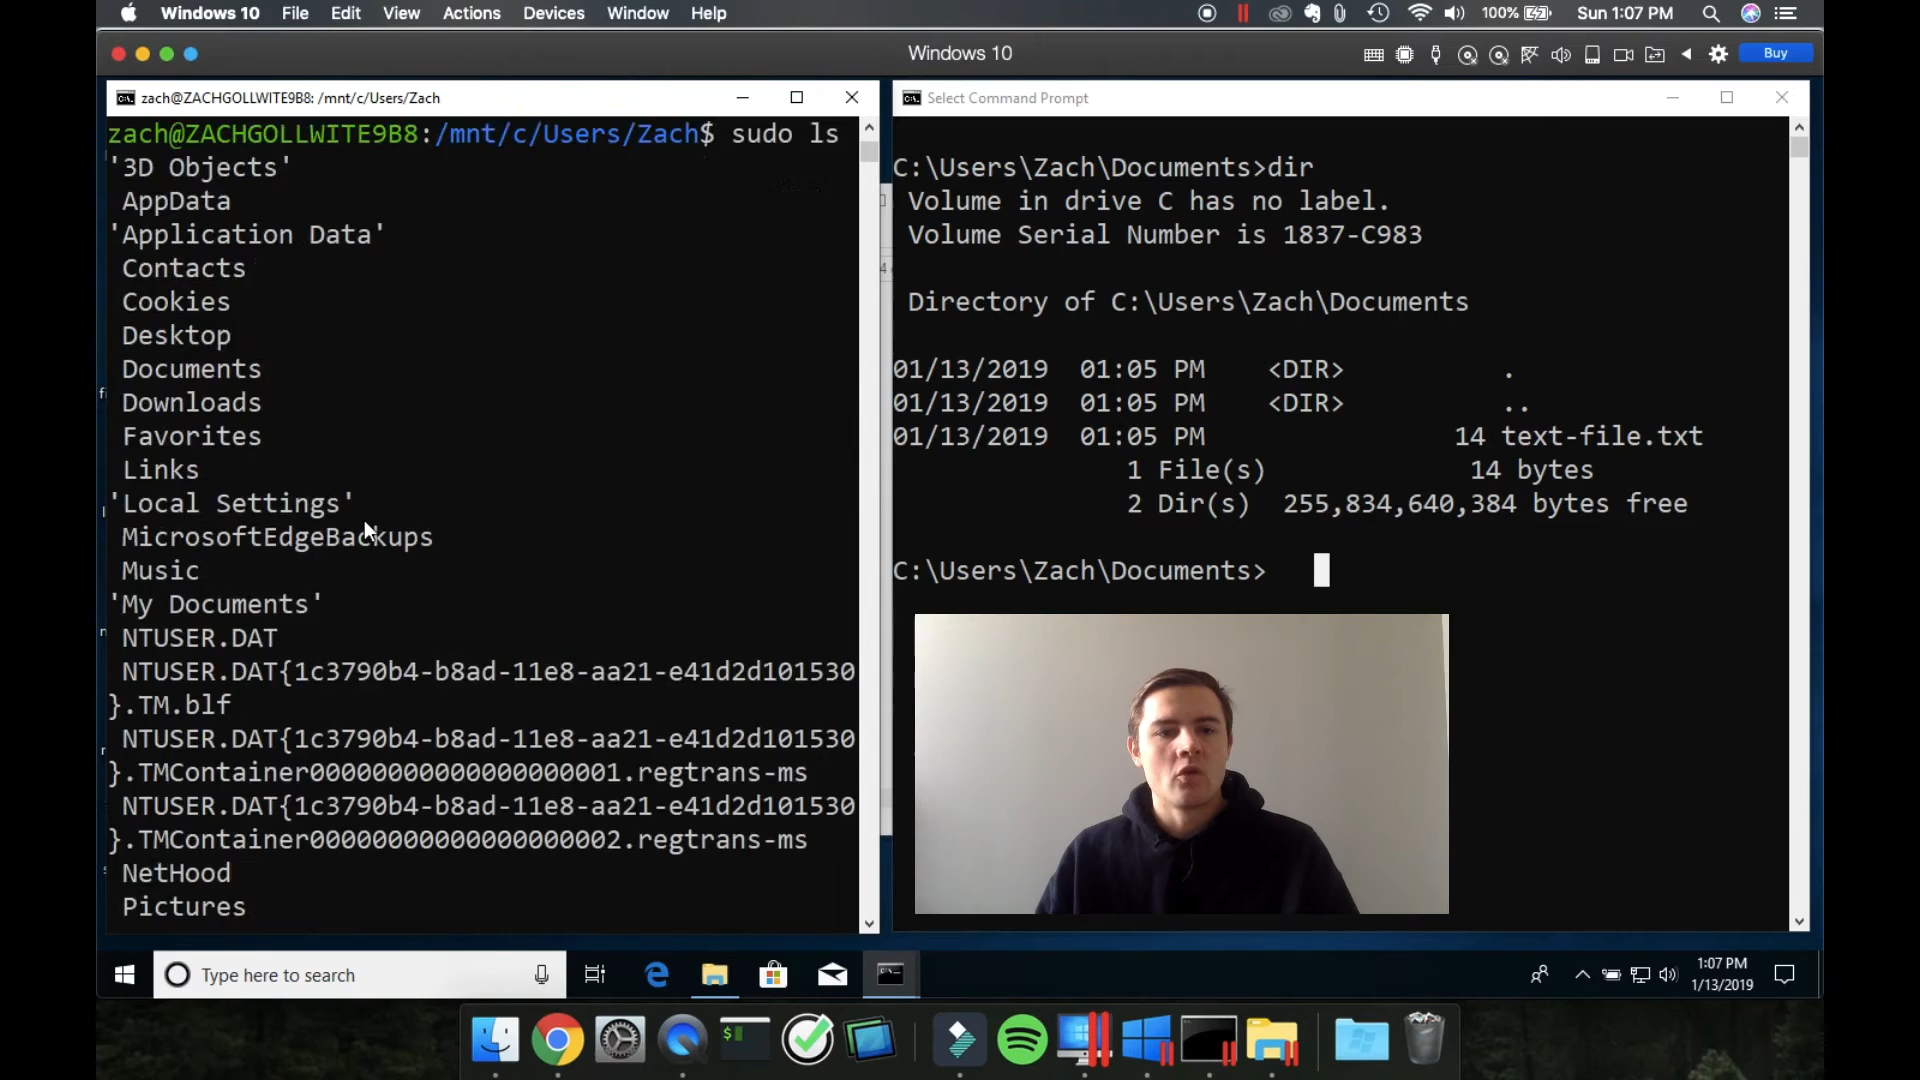 Windows 10 File Edit View Actions Devices Window Help 100% Sun 1:07 PM
Windows 10
Buy
zach@ZACHGOLLWITE9B8: /mnt/c/Users/Zach
zach@ZACHGOLLWITE9B8:/mnt/c/Users/Zach$ sudo ls
'3D Objects'
AppData
'Application Data'
Contacts
Cookies
Desktop
Documents
Downloads
Favorites
Links
'Local Settings'
MicrosoftEdgeBackups
Music
'My Documents'
NTUSER.DAT
NTUSER.DAT{1c3790b4-b8ad-11e8-aa21-e41d2d101530
}.TM.blf
NTUSER.DAT{1c3790b4-b8ad-11e8-aa21-e41d2d101530
}.TMContainer00000000000000000001.regtrans-ms
NTUSER.DAT{1c3790b4-b8ad-11e8-aa21-e41d2d101530
}.TMContainer00000000000000000002.regtrans-ms
NetHood
Pictures
Select Command Prompt
C:\Users\Zach\Documents>dir
Volume in drive C has no label.
Volume Serial Number is 1837-C983
Directory of C:\Users\Zach\Documents
01/13/2019 01:05 PM <DIR> .
01/13/2019 01:05 PM <DIR> ..
01/13/2019 01:05 PM 14 text-file.txt
1 File(s) 14 bytes
2 Dir(s) 255,834,640,384 bytes free
C:\Users\Zach\Documents>
Type here to search
1:07 PM
1/13/2019